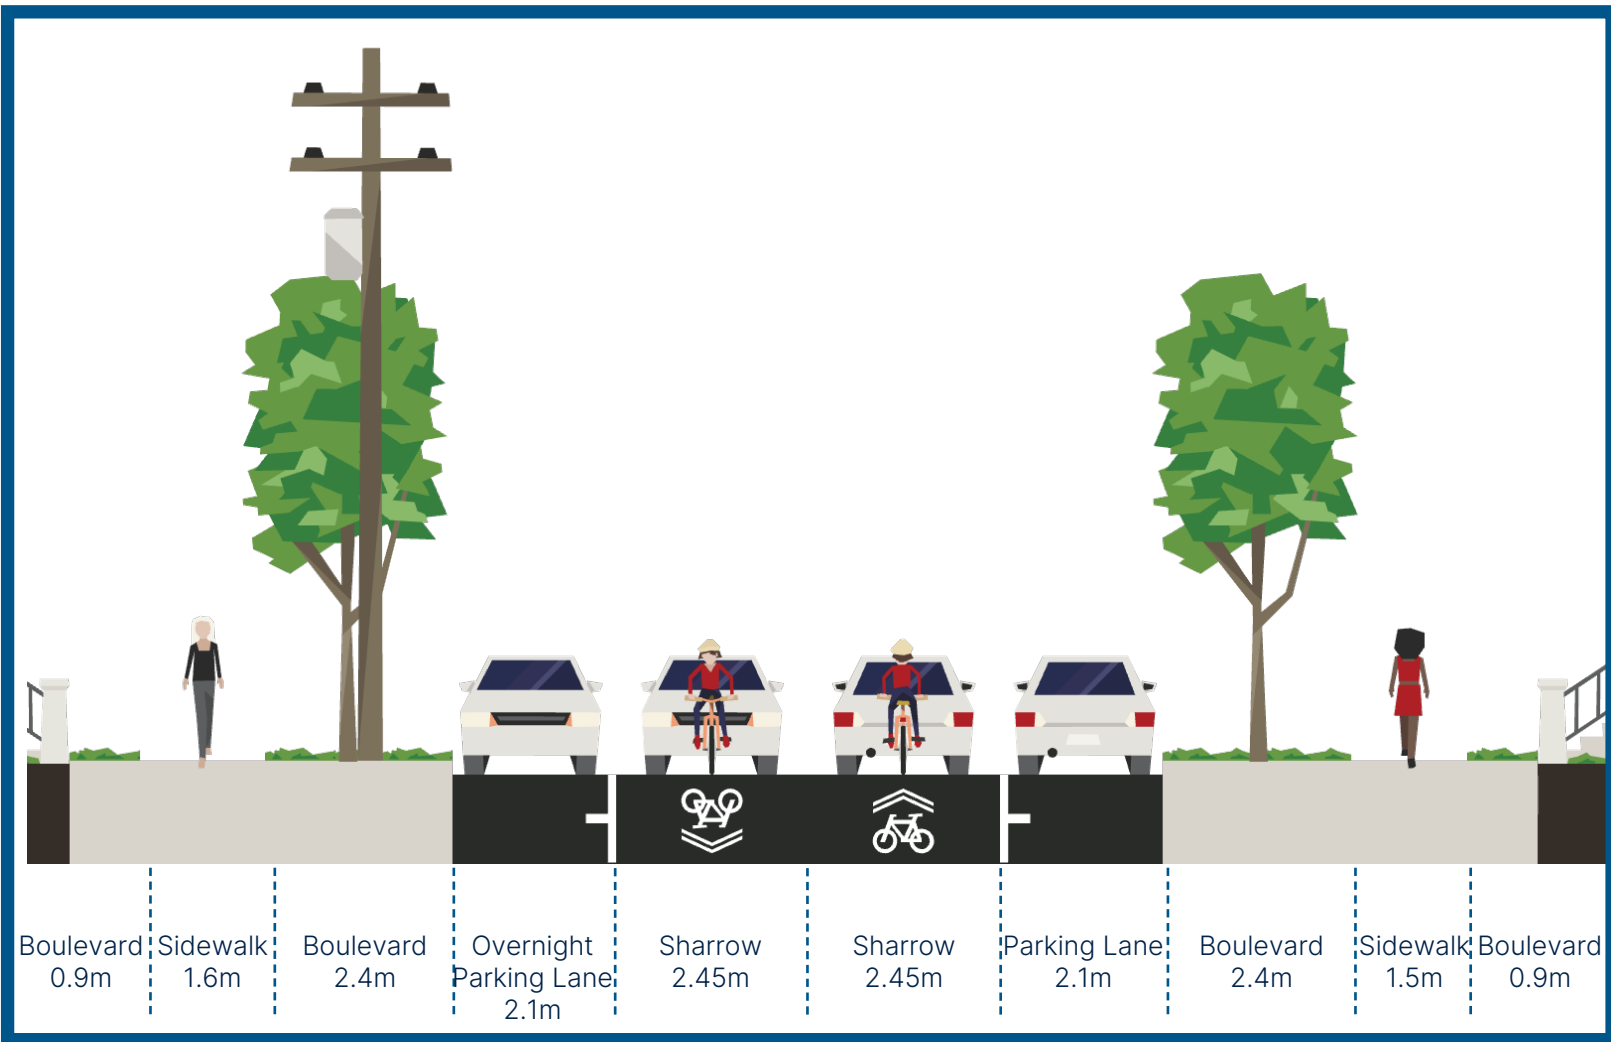 Boulevard
0.9m
Sidewalk
1.6m
Boulevard
2.4m
Overnight
Parking Lane
2.1m
Sharrow
2.45m
Sharrow
2.45m
Parking Lane
2.1m
Boulevard
2.4m
Sidewalk
1.5m
Boulevard
0.9m